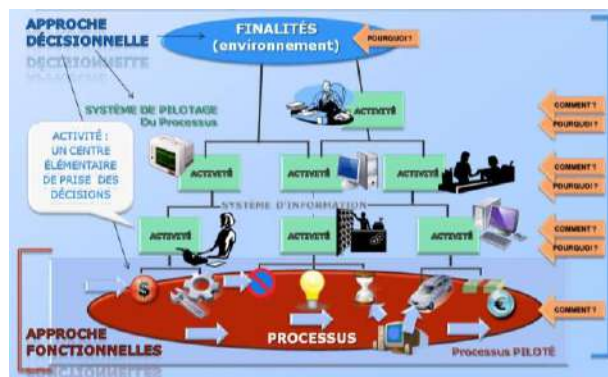 APPROCHE
DÉCISIONNELLE
FINALITÉS
(environnement)
POURQUOI ?
SYSTÈME DE PILOTAGE
Du Processus
ACTIVITÉ
COMMENT ?
POURQUOI ?
ACTIVITÉ :
UN CENTRE
ÉLÉMENTAIRE
DE PRISE DES
DÉCISIONS
ACTIVITÉ
ACTIVITÉ
ACTIVITÉ
COMMENT ?
POURQUOI ?
SYSTÈME D'INFORMATION
ACTIVITÉ
ACTIVITÉ
ACTIVITÉ
COMMENT ?
POURQUOI ?
$
€
COMMENT ?
APPROCHE
FONCTIONNELLES
PROCESSUS
Processus PILOTÉ